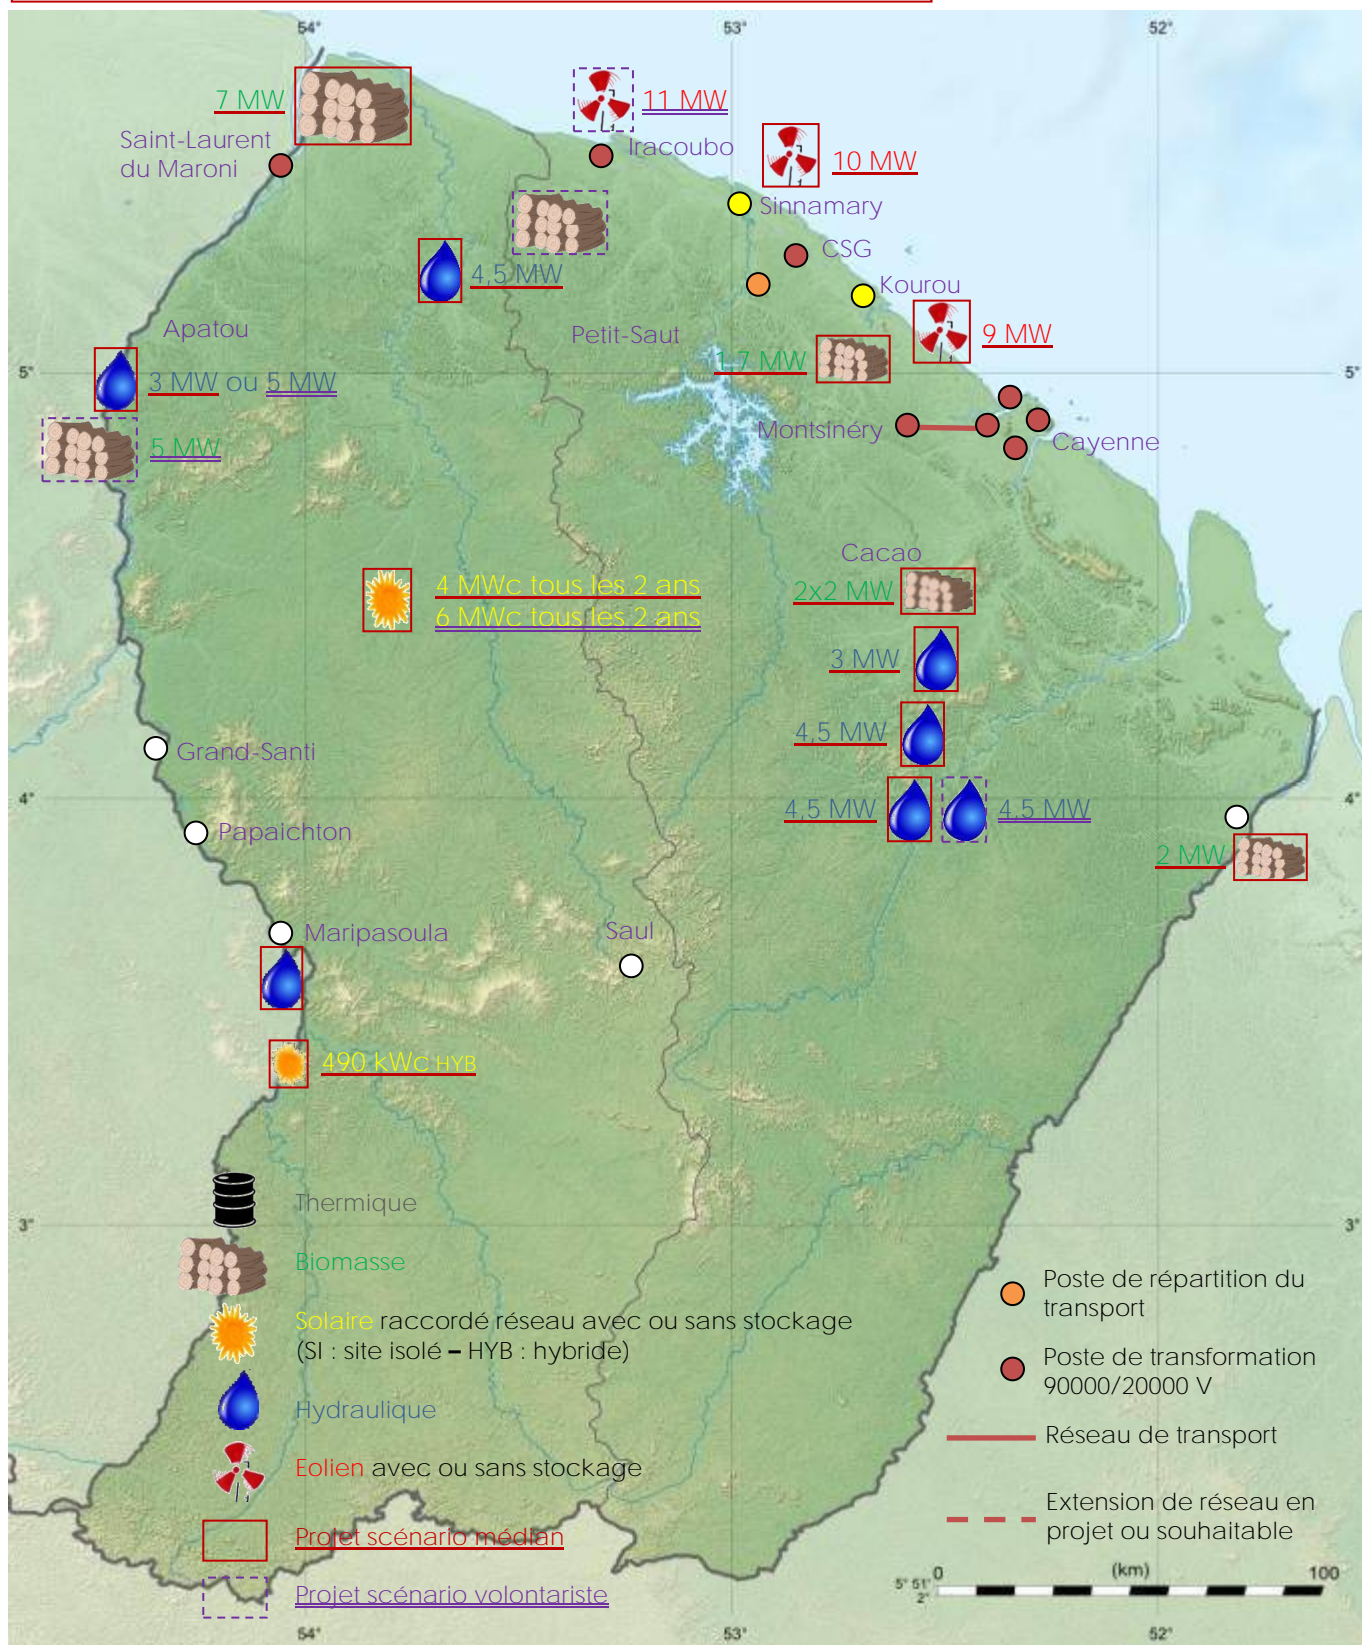 54°
53°
52°
7 MW
11 MW
Saint-Laurent
du Maroni
Iracoubo
10 MW
Sinnamary
CSG
4,5 MW
Kourou
Apatou
Petit-Saut
9 MW
1,7 MW
5°
5°
3 MW ou 5 MW
5 MW
Montsinéry
Cayenne
Cacao
4 MWc tous les 2 ans
2x2 MW
6 MWc tous les 2 ans
3 MW
4,5 MW
Grand-Santi
4°
4°
4,5 MW
4,5 MW
Papaichton
2 MW
Maripasoula
Saul
490 kWc HYB
Thermique
3°
3°
Biomasse
Solaire raccordé réseau avec ou sans stockage
(SI : site isolé – HYB : hybride)
Hydraulique
Eolien avec ou sans stockage
Projet scénario médian
Projet scénario volontariste
Poste de répartition du
transport
Poste de transformation
90000/20000 V
Réseau de transport
Extension de réseau en
projet ou souhaitable
5° 51'
2°
0
(km)
100
54°
53°
52°